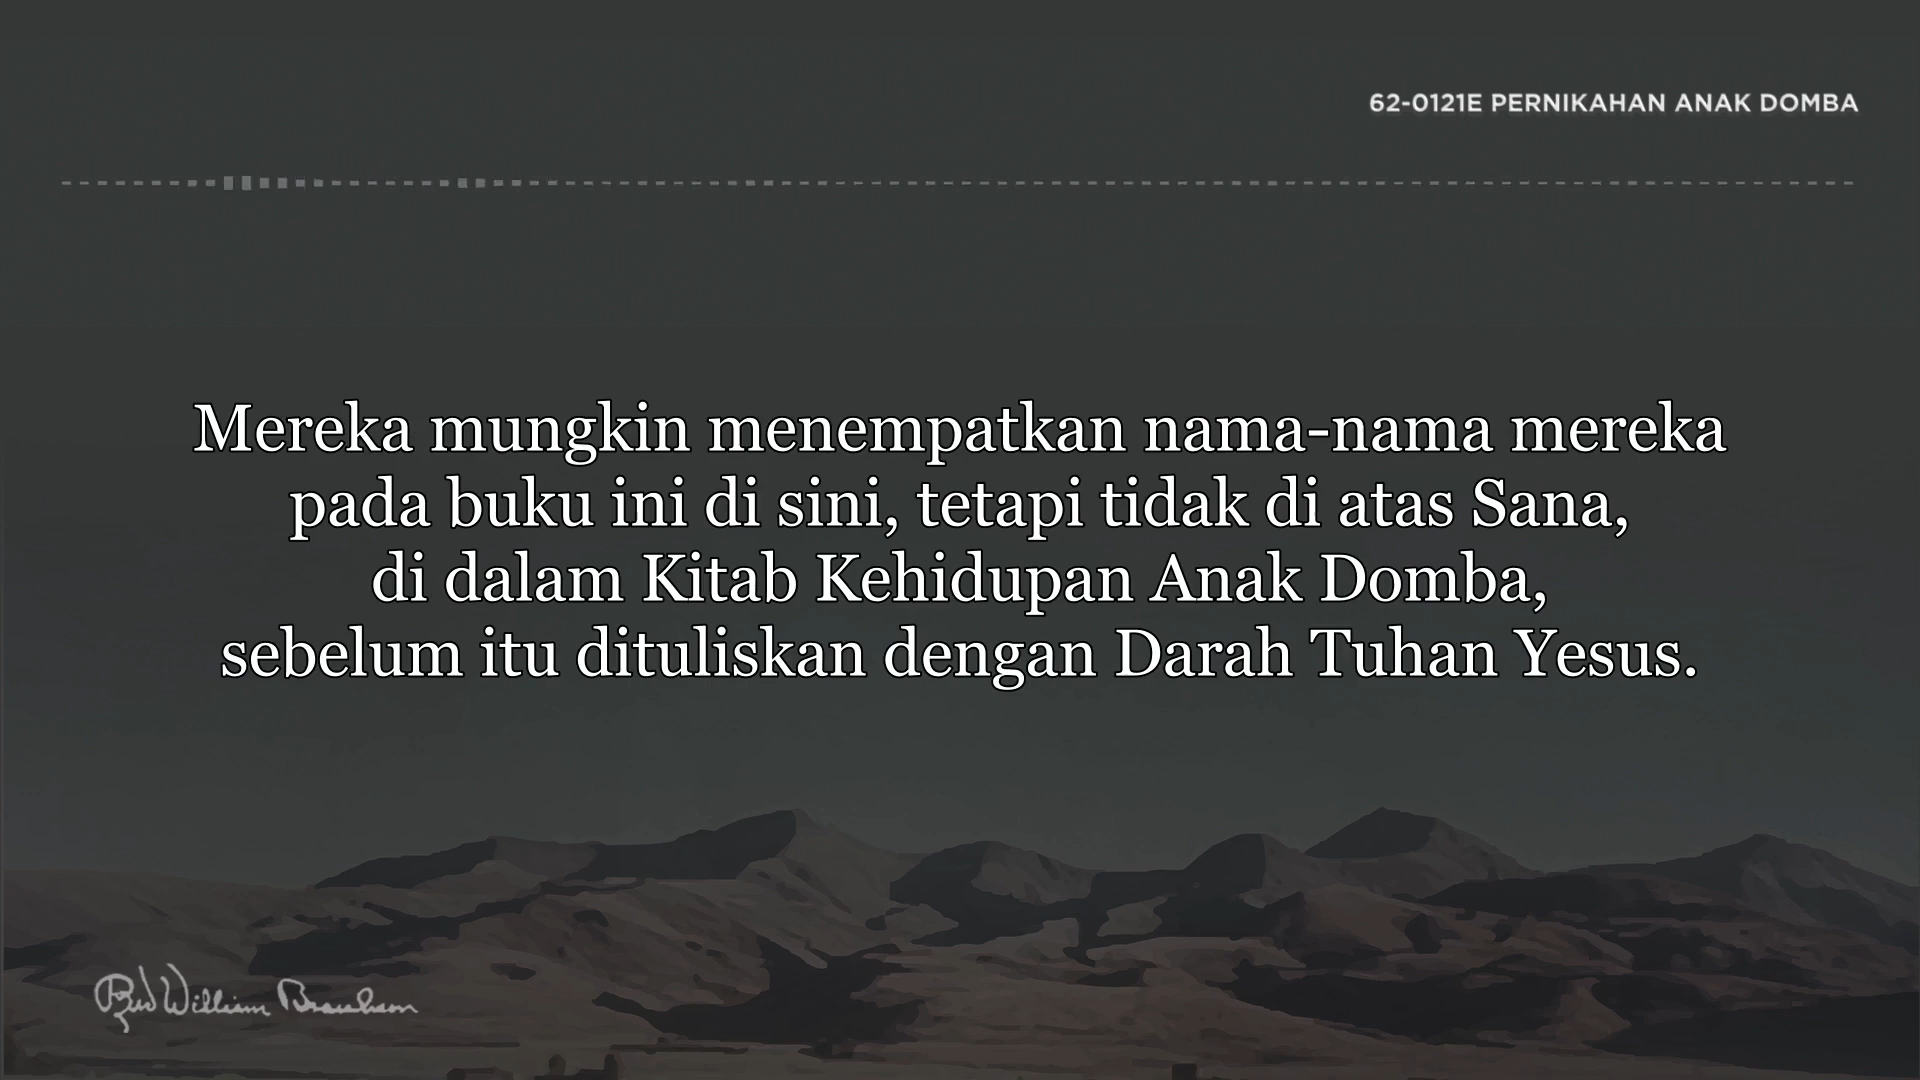 62-0121E PERNIKAHAN ANAK DOMBA
Mereka mungkin menempatkan nama-nama mereka
pada buku ini di sini, tetapi tidak di atas Sana,
di dalam Kitab Kehidupan Anak Domba,
sebelum itu dituliskan dengan Darah Tuhan Yesus.
Rev William Branham